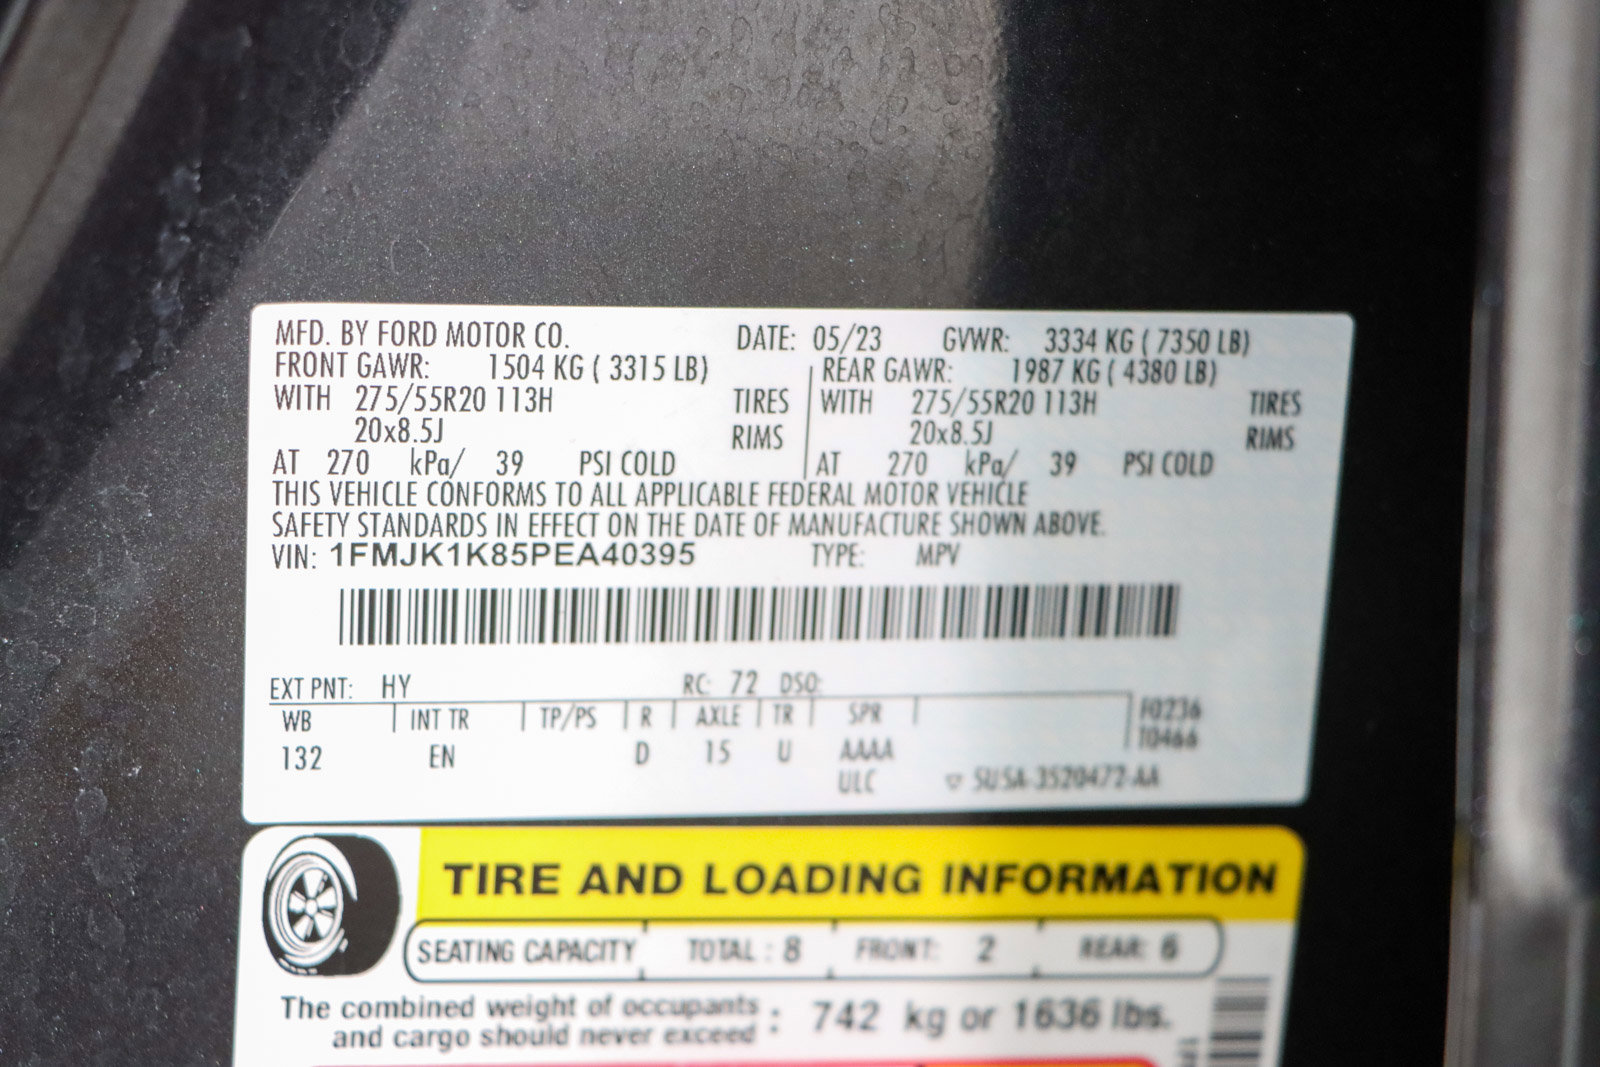 MFD. BY FORD MOTOR CO. DATE: 05/23 GVWR: 3334 KG ( 7350 LB)
FRONT GAWR: 1504 KG ( 3315 LB) REAR GAWR: 1987 KG ( 4380 LB)
WITH 275/55R20 113H TIRES WITH 275/55R20 113H TIRES
20x8.5J RIMS 20x8.5J RIMS
AT 270 kPa/ 39 PSI COLD AT 270 kPa/ 39 PSI COLD
THIS VEHICLE CONFORMS TO ALL APPLICABLE FEDERAL MOTOR VEHICLE
SAFETY STANDARDS IN EFFECT ON THE DATE OF MANUFACTURE SHOWN ABOVE.
VIN: 1FMJK1K85PEA40395 TYPE: MPV
EXT PNT: HY RC: 72 DSO:
WB INT TR TP/PS R AXLE TR SPR F0236
132 EN D 15 U AAAA T0466
ULC ▽ SU5A-3520472-AA
TIRE AND LOADING INFORMATION
SEATING CAPACITY TOTAL : 8 FRONT: 2 REAR: 6
The combined weight of occupants
and cargo should never exceed : 742 kg or 1636 lbs.